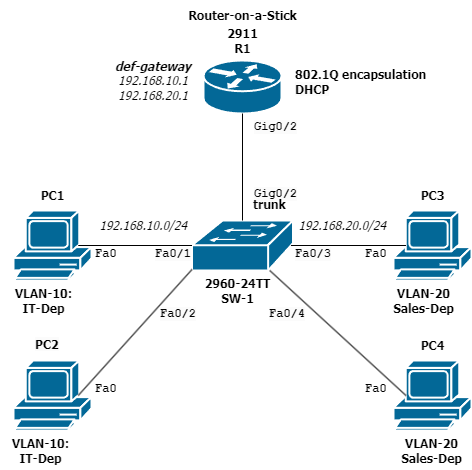 Router-on-a-Stick
2911
R1
def-gateway
192.168.10.1
192.168.20.1
802.1Q encapsulation
DHCP
Gig0/2
Gig0/2
trunk
PC1
192.168.10.0/24
192.168.20.0/24
PC3
Fa0
Fa0/1
Fa0/3
Fa0
VLAN-10:
IT-Dep
2960-24TT
SW-1
VLAN-20
Sales-Dep
Fa0/2
Fa0/4
PC2
PC4
Fa0
Fa0
VLAN-10:
IT-Dep
VLAN-20
Sales-Dep